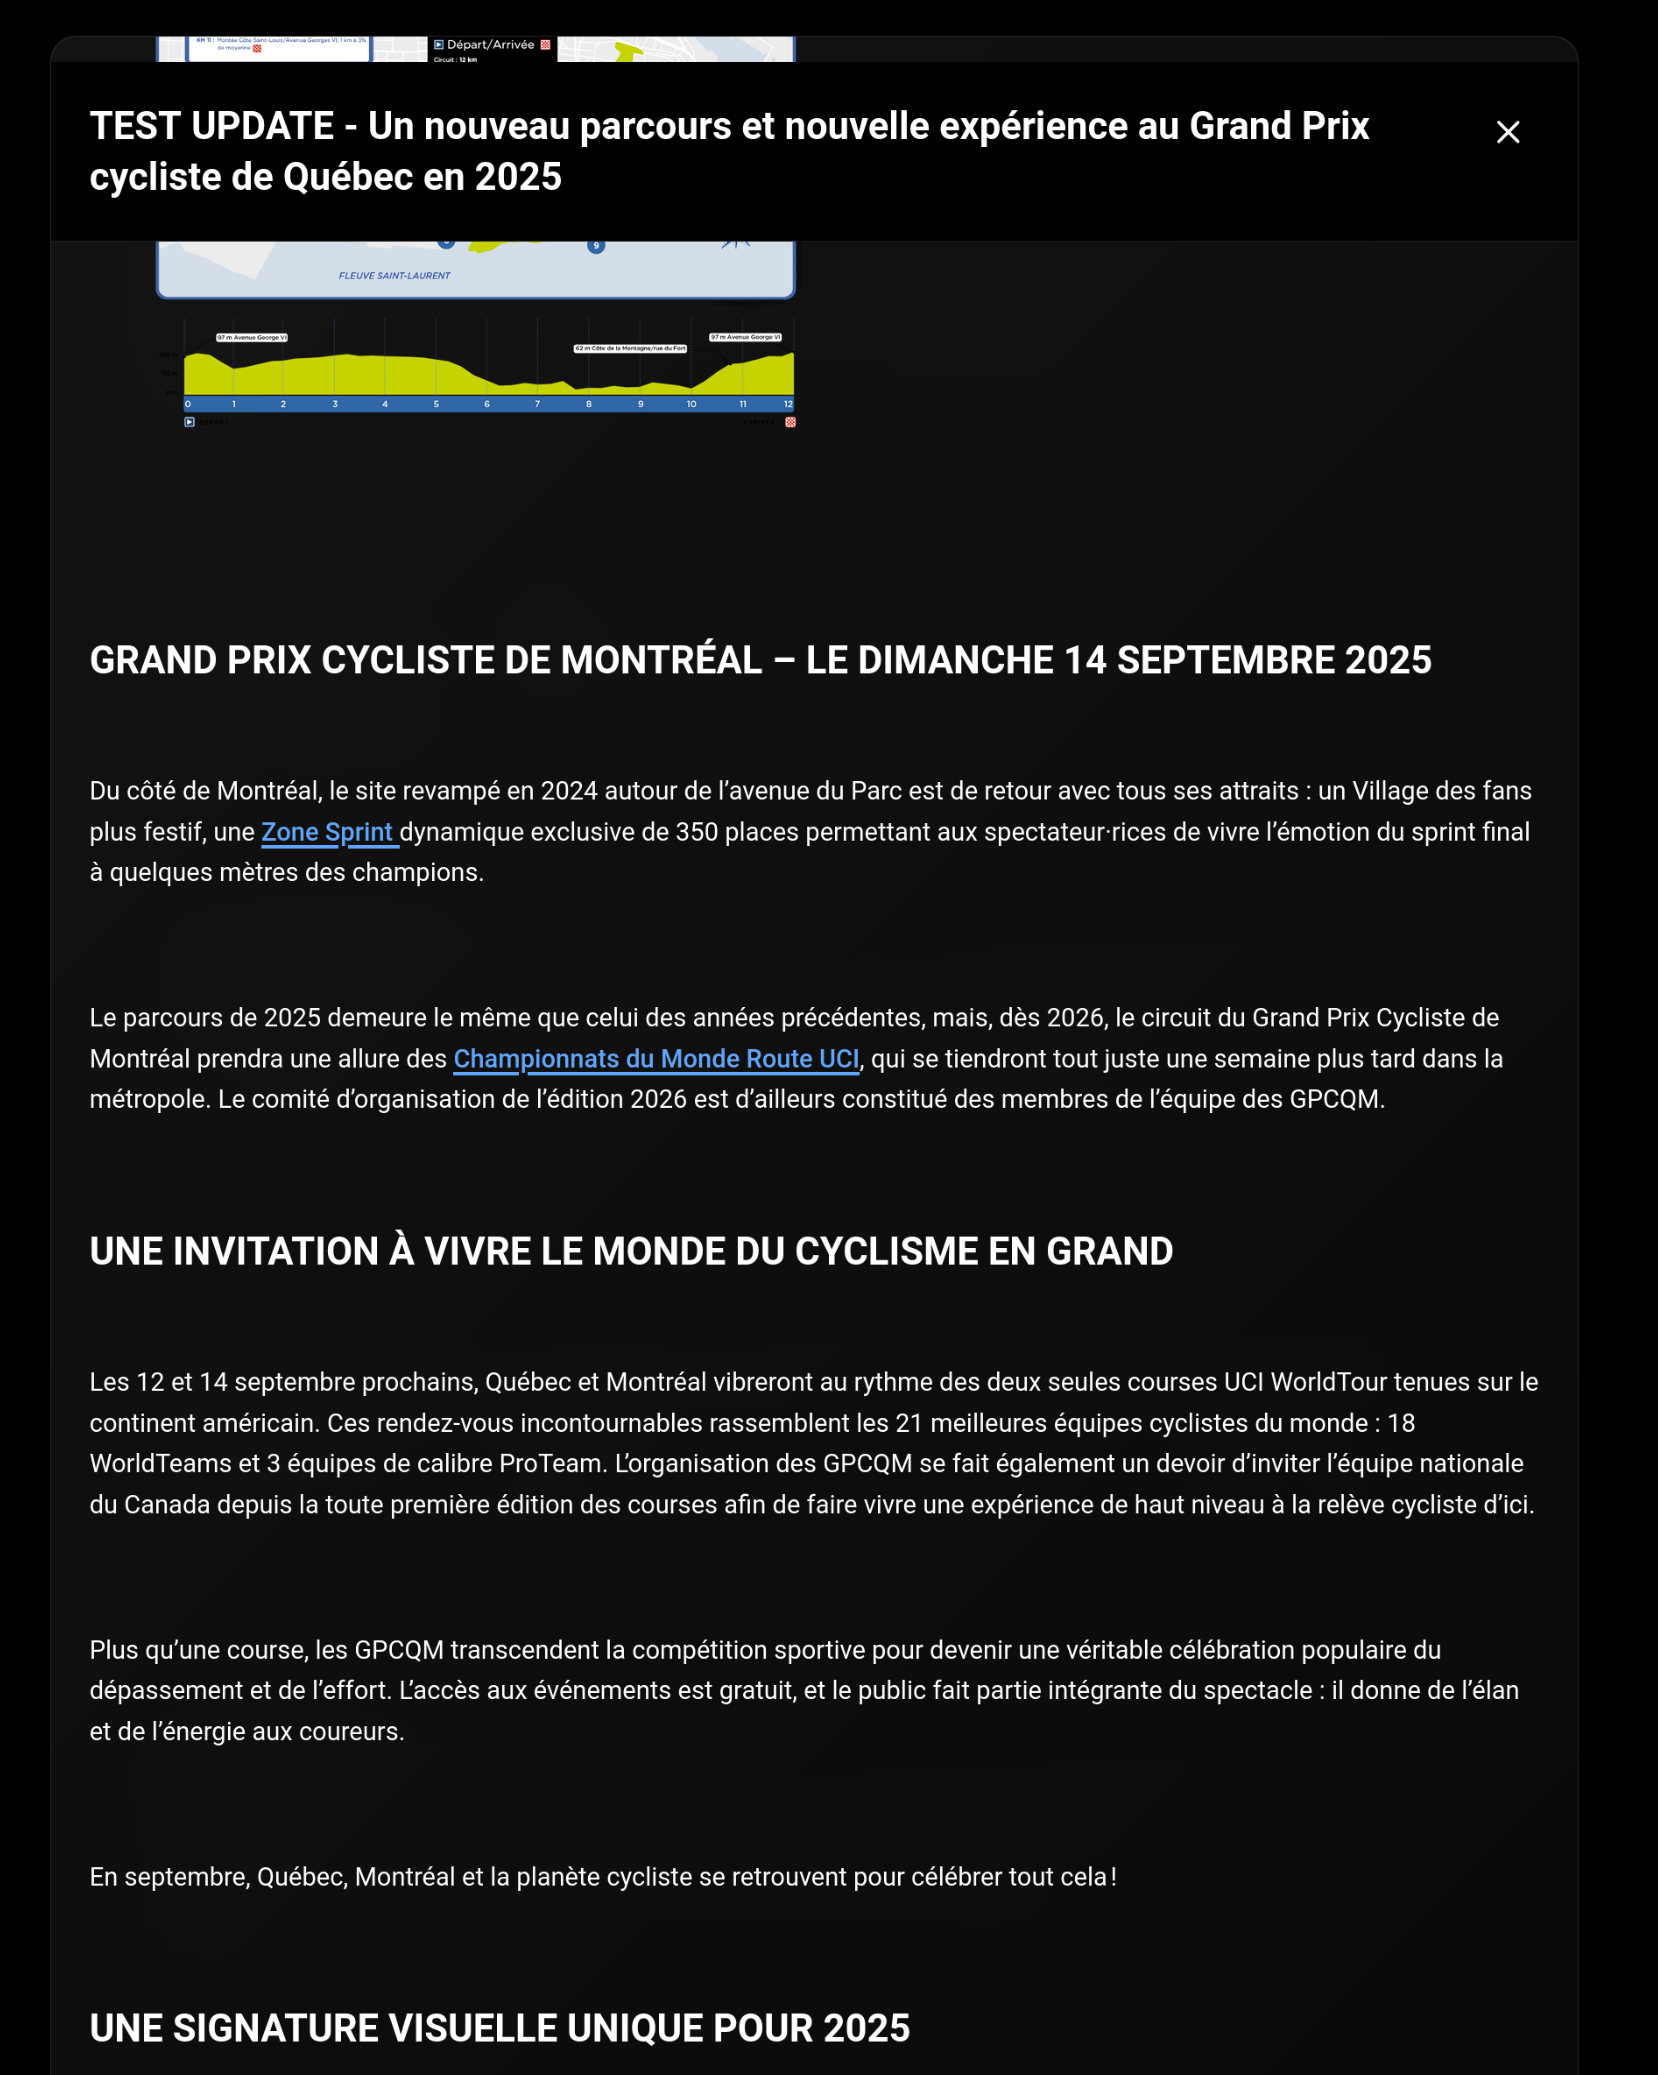 KM 11 : Montée Côte Saint-Louis/Avenue Georges VI, 1 km à 3%
de moyenne
Départ/Arrivée
Circuit : 12 km
TEST UPDATE - Un nouveau parcours et nouvelle expérience au Grand Prix
cycliste de Québec en 2025
9
FLEUVE SAINT-LAURENT
97 m Avenue George VI
97 m Avenue George VI
62 m Côte de la Montagne/rue du Fort
100 m
50 m
0 m
0 1 2 3 4 5 6 7 8 9 10 11 12
DÉPART
ARRIVÉE
GRAND PRIX CYCLISTE DE MONTRÉAL – LE DIMANCHE 14 SEPTEMBRE 2025
Du côté de Montréal, le site revampé en 2024 autour de l’avenue du Parc est de retour avec tous ses attraits : un Village des fans
plus festif, une Zone Sprint dynamique exclusive de 350 places permettant aux spectateur·rices de vivre l’émotion du sprint final
à quelques mètres des champions.
Le parcours de 2025 demeure le même que celui des années précédentes, mais, dès 2026, le circuit du Grand Prix Cycliste de
Montréal prendra une allure des Championnats du Monde Route UCI, qui se tiendront tout juste une semaine plus tard dans la
métropole. Le comité d’organisation de l’édition 2026 est d’ailleurs constitué des membres de l’équipe des GPCQM.
UNE INVITATION À VIVRE LE MONDE DU CYCLISME EN GRAND
Les 12 et 14 septembre prochains, Québec et Montréal vibreront au rythme des deux seules courses UCI WorldTour tenues sur le
continent américain. Ces rendez-vous incontournables rassemblent les 21 meilleures équipes cyclistes du monde : 18
WorldTeams et 3 équipes de calibre ProTeam. L’organisation des GPCQM se fait également un devoir d’inviter l’équipe nationale
du Canada depuis la toute première édition des courses afin de faire vivre une expérience de haut niveau à la relève cycliste d’ici.
Plus qu’une course, les GPCQM transcendent la compétition sportive pour devenir une véritable célébration populaire du
dépassement et de l’effort. L’accès aux événements est gratuit, et le public fait partie intégrante du spectacle : il donne de l’élan
et de l’énergie aux coureurs.
En septembre, Québec, Montréal et la planète cycliste se retrouvent pour célébrer tout cela !
UNE SIGNATURE VISUELLE UNIQUE POUR 2025